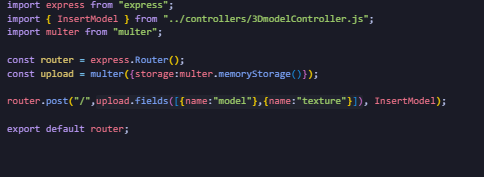 import express from "express";
import { InsertModel } from "../controllers/3DmodelController.js";
import multer from "multer";
const router = express.Router();
const upload = multer({storage:multer.memoryStorage()});
router.post("/",upload.fields([{name:"model"},{name:"texture"}]), InsertModel);
export default router;